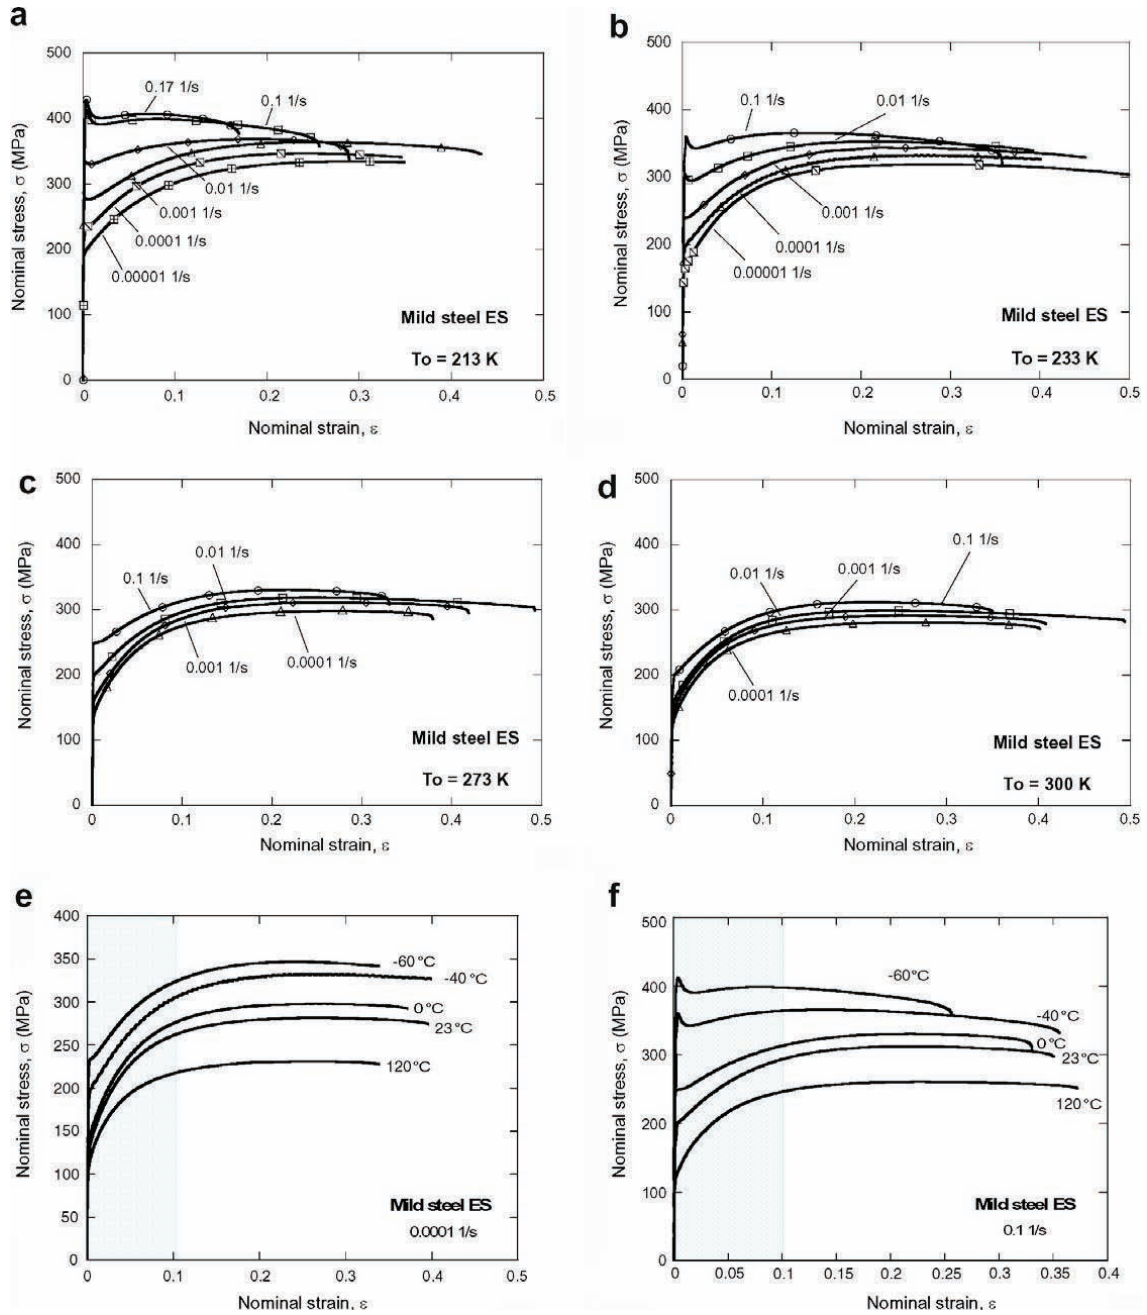 a
500
400
300
200
100
0
Nominal stress, σ (MPa)
0.17 1/s
0.1 1/s
0.01 1/s
0.001 1/s
0.0001 1/s
0.00001 1/s
Mild steel ES
To = 213 K
0 0.1 0.2 0.3 0.4 0.5
Nominal strain, ε
b
500
400
300
200
100
0
Nominal stress, σ (MPa)
0.1 1/s
0.01 1/s
0.001 1/s
0.0001 1/s
0.00001 1/s
Mild steel ES
To = 233 K
0 0.1 0.2 0.3 0.4 0.5
Nominal strain, ε
c
500
400
300
200
100
0
Nominal stress, σ (MPa)
0.01 1/s
0.1 1/s
0.001 1/s
0.0001 1/s
Mild steel ES
To = 273 K
0 0.1 0.2 0.3 0.4 0.5
Nominal strain, ε
d
500
400
300
200
100
0
Nominal stress, σ (MPa)
0.1 1/s
0.01 1/s
0.001 1/s
0.0001 1/s
Mild steel ES
To = 300 K
0 0.1 0.2 0.3 0.4 0.5
Nominal strain, ε
e
400
350
300
250
200
150
100
50
0
Nominal stress, σ (MPa)
-60°C
-40°C
0°C
23°C
120°C
Mild steel ES
0.0001 1/s
0 0.1 0.2 0.3 0.4 0.5
Nominal strain, ε
f
500
400
300
200
100
0
Nominal stress, σ (MPa)
-60°C
-40°C
0°C
23°C
120°C
Mild steel ES
0.1 1/s
0 0.05 0.1 0.15 0.2 0.25 0.3 0.35 0.4
Nominal strain, ε